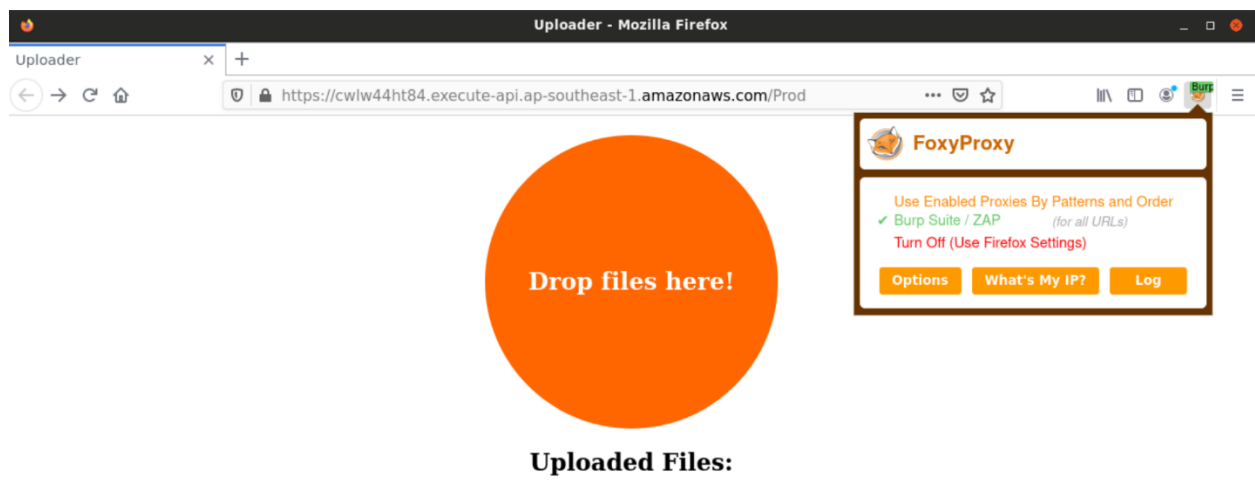 Uploader - Mozilla Firefox
Uploader
https://cwlw44ht84.execute-api.ap-southeast-1.amazonaws.com/Prod
Burp
FoxyProxy
Use Enabled Proxies By Patterns and Order
✔ Burp Suite / ZAP (for all URLs)
Turn Off (Use Firefox Settings)
Options What's My IP? Log
Drop files here!
Uploaded Files: